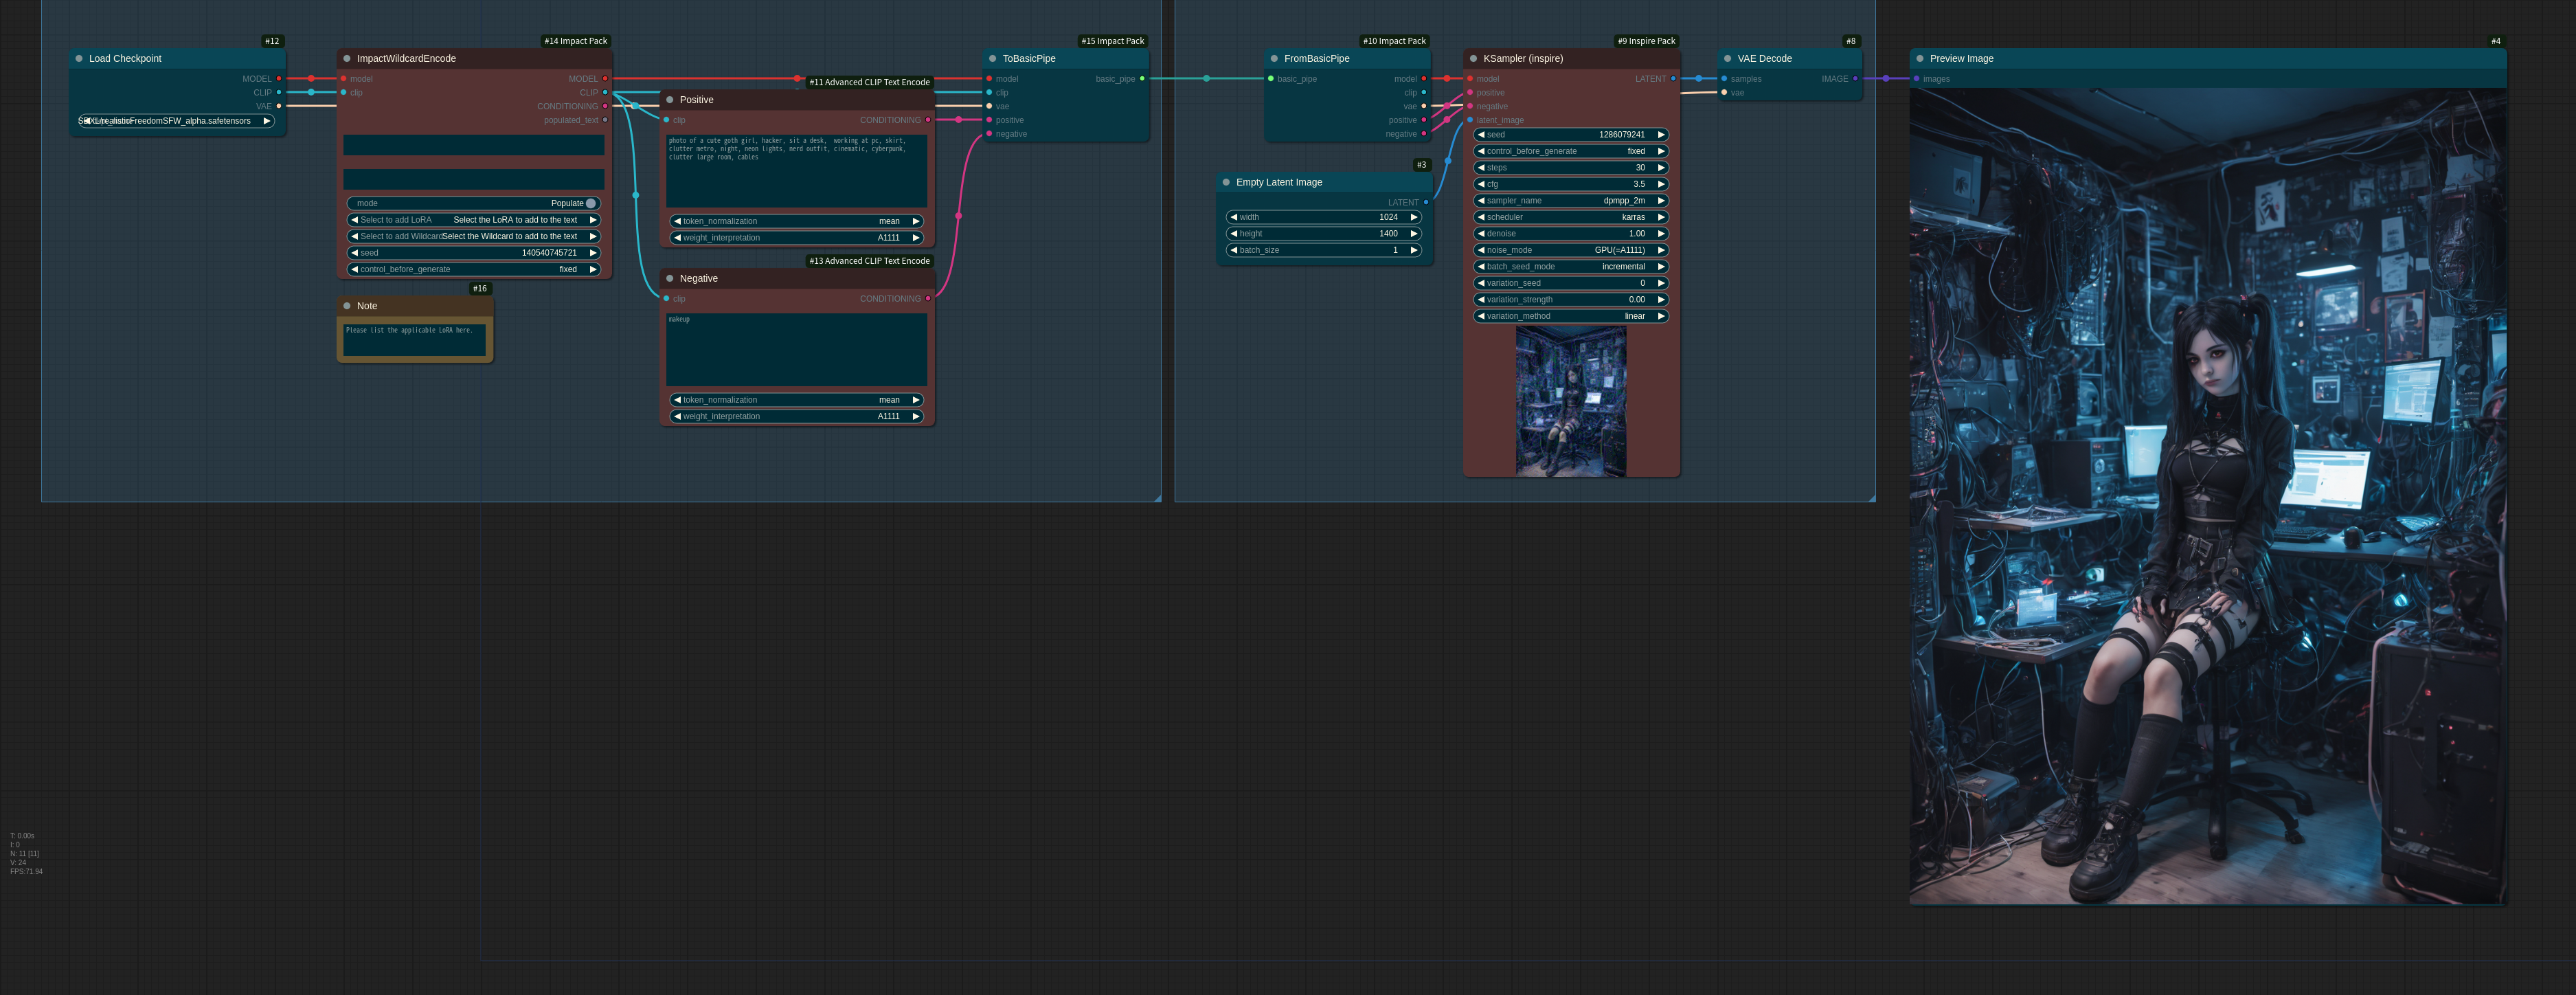 #12
Load Checkpoint
MODEL
CLIP
VAE
RealisticFreedomSFW_alpha.safetensors
#14 Impact Pack
ImpactWildcardEncode
model MODEL
clip CLIP
CONDITIONING
populated_text
mode Populate
Select to add LoRA Select the LoRA to add to the text
Select to add Wildcard Select the Wildcard to add to the text
seed 140540745721
control_before_generate fixed
#16
Note
Please list the applicable LoRA here.
#11 Advanced CLIP Text Encode
Positive
clip CONDITIONING
photo of a cute goth girl, hacker, sit a desk, working at pc, skirt,
clutter metro, night, neon lights, nerd outfit, cinematic, cyberpunk,
clutter large room, cables
token_normalization mean
weight_interpretation A1111
#13 Advanced CLIP Text Encode
Negative
clip CONDITIONING
makeup
token_normalization mean
weight_interpretation A1111
#15 Impact Pack
ToBasicPipe
model basic_pipe
clip
vae
positive
negative
#10 Impact Pack
FromBasicPipe
basic_pipe model
clip
vae
positive
negative
#3
Empty Latent Image
LATENT
width 1024
height 1400
batch_size 1
#9 Inspire Pack
KSampler (inspire)
model LATENT
positive
negative
latent_image
seed 1286079241
control_before_generate fixed
steps 30
cfg 3.5
sampler_name dpmpp_2m
scheduler karras
denoise 1.00
noise_mode GPU(=A1111)
batch_seed_mode incremental
variation_seed 0
variation_strength 0.00
variation_method linear
#8
VAE Decode
samples IMAGE
vae
#4
Preview Image
images
T: 0.00s
I: 0
N: 11 [11]
V: 24
FPS:71.94